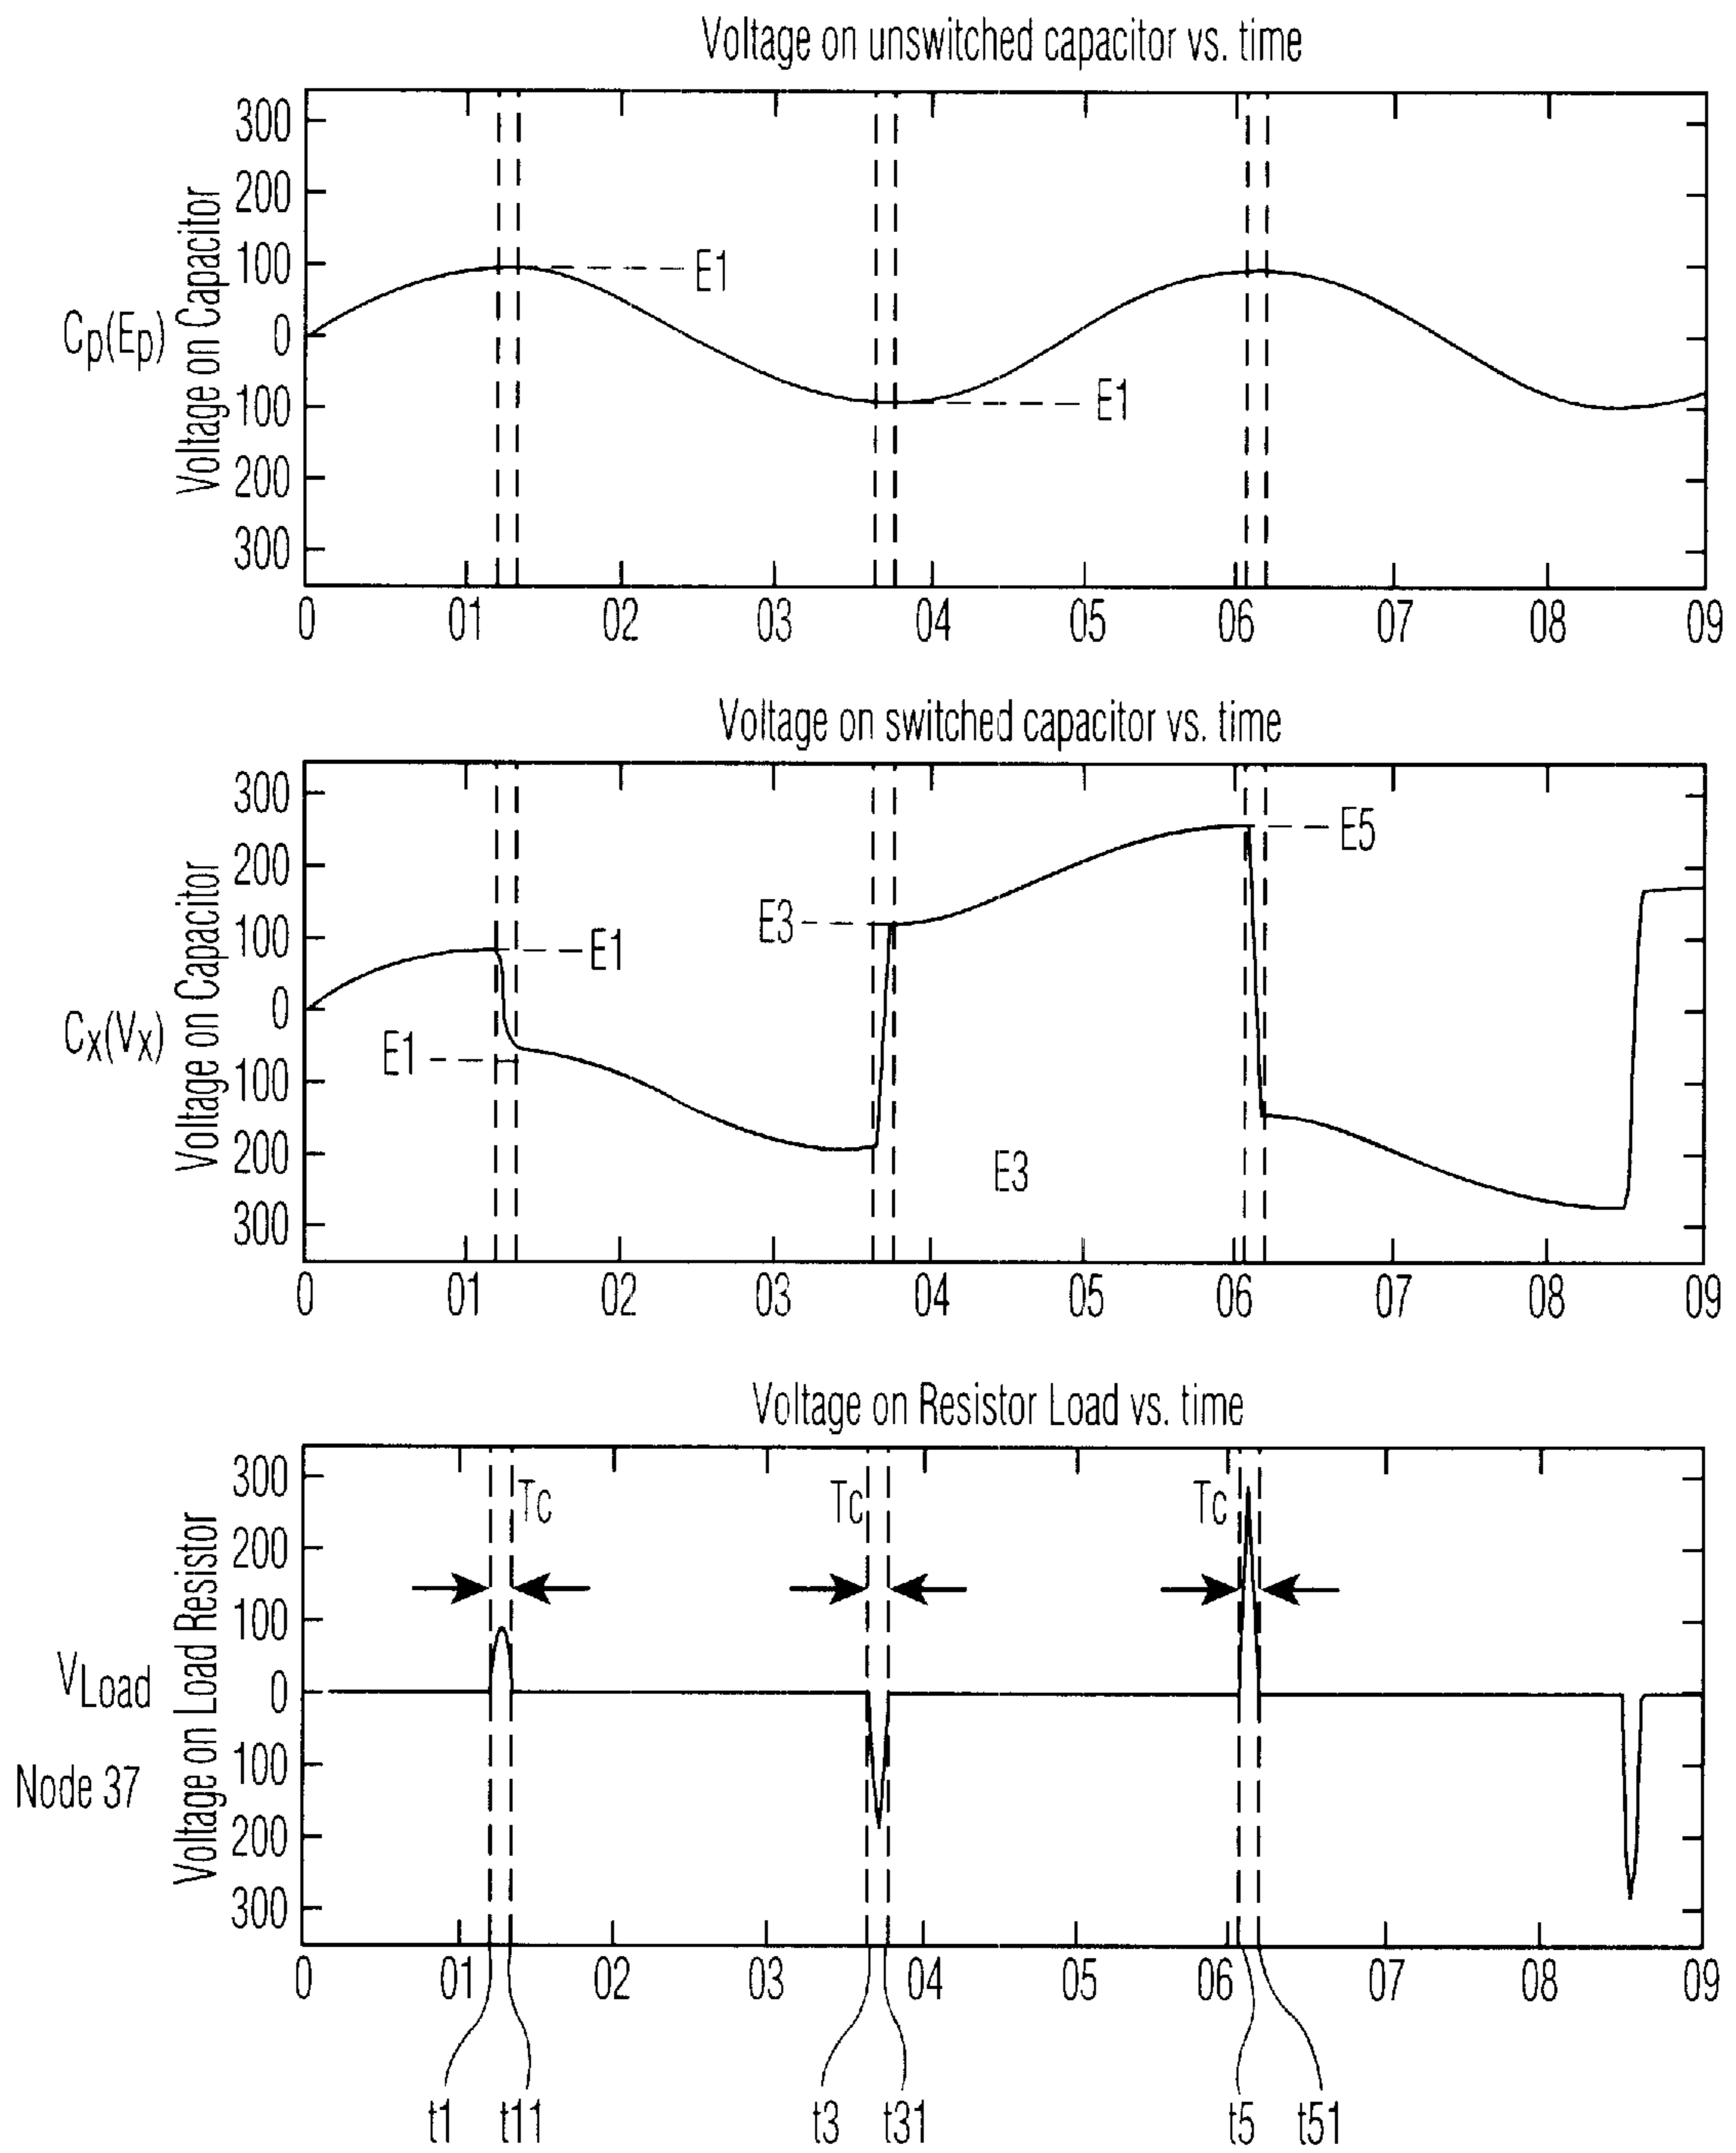 Voltage on unswitched capacitor vs. time
Cp(Ep)
Voltage on Capacitor
300
200
100
0
100
200
300
E1
E1
0 01 02 03 04 05 06 07 08 09
Voltage on switched capacitor vs. time
Cx(Vx)
Voltage on Capacitor
300
200
100
0
100
200
300
E1
E1
E3
E3
E5
0 01 02 03 04 05 06 07 08 09
Voltage on Resistor Load vs. time
VLoad
Node 37
Voltage on Load Resistor
300
200
100
0
100
200
300
Tc Tc Tc
0 01 02 03 04 05 06 07 08 09
t1 t11 t3 t31 t5 t51